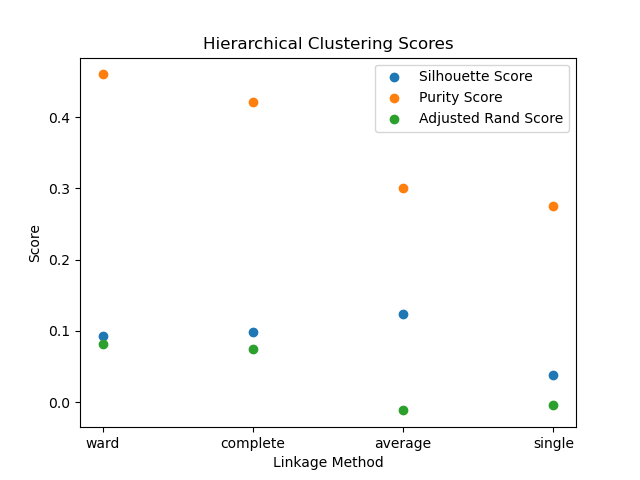 Hierarchical Clustering Scores
Silhouette Score
Purity Score
Adjusted Rand Score
0.4
0.3
0.2
0.1
0.0
Score
ward
complete
average
single
Linkage Method